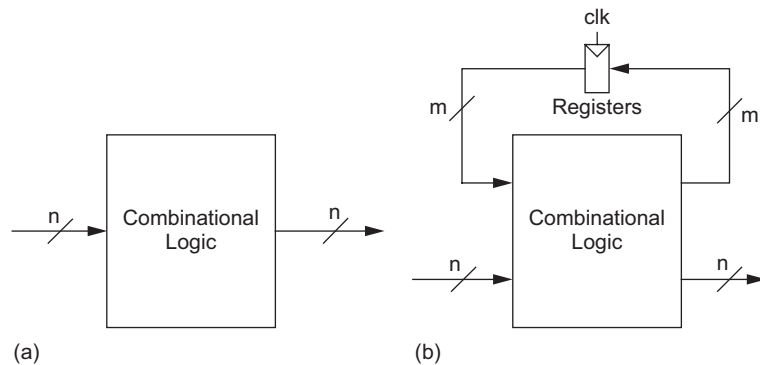 clk
Registers
m
m
n
Combinational
Logic
n
Combinational
Logic
n
n
(a)
(b)